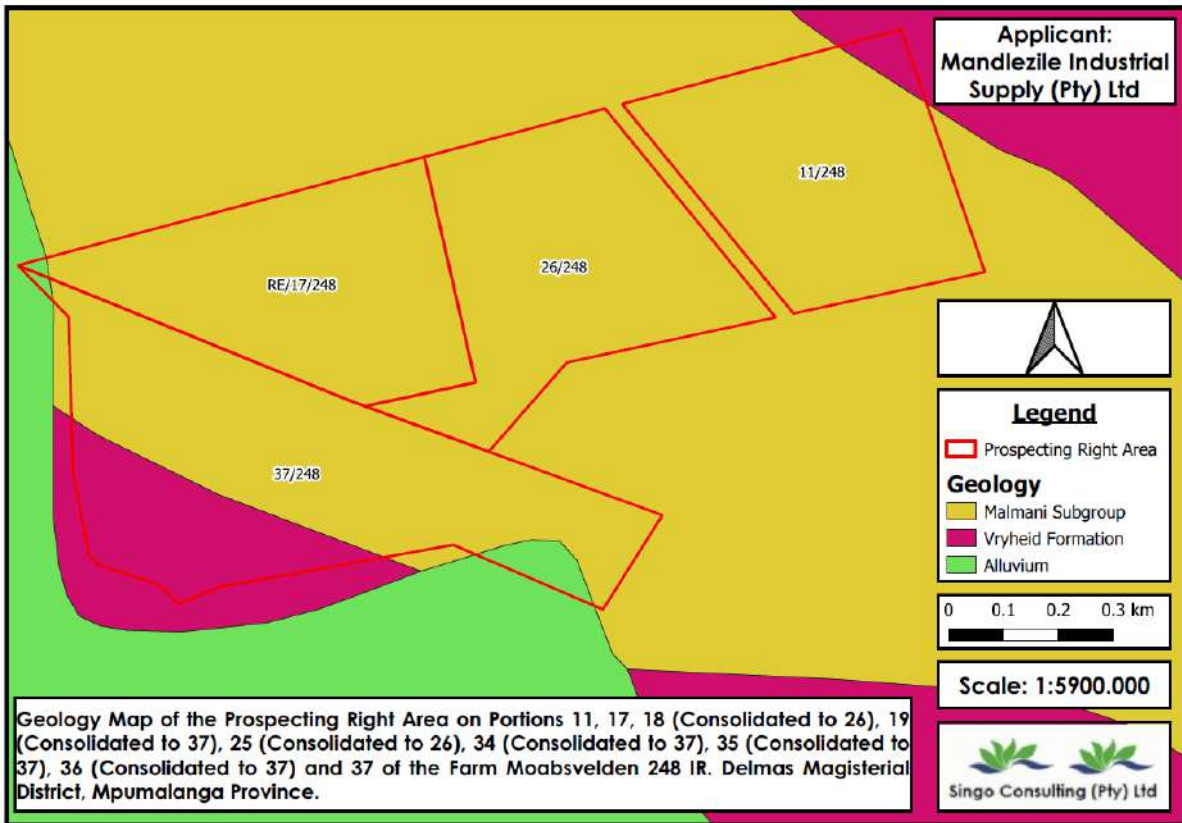 Applicant:
Mandlezile Industrial
Supply (Pty) Ltd
11/248
26/248
RE/17/248
37/248
Legend
Prospecting Right Area
Geology
Malmani Subgroup
Vryheid Formation
Alluvium
0 0.1 0.2 0.3 km
Scale: 1:5900.000
Geology Map of the Prospecting Right Area on Portions 11, 17, 18 (Consolidated to 26), 19
(Consolidated to 37), 25 (Consolidated to 26), 34 (Consolidated to 37), 35 (Consolidated to
37), 36 (Consolidated to 37) and 37 of the Farm Moabsvelden 248 IR. Delmas Magisterial
District, Mpumalanga Province.
Singo Consulting (Pty) Ltd